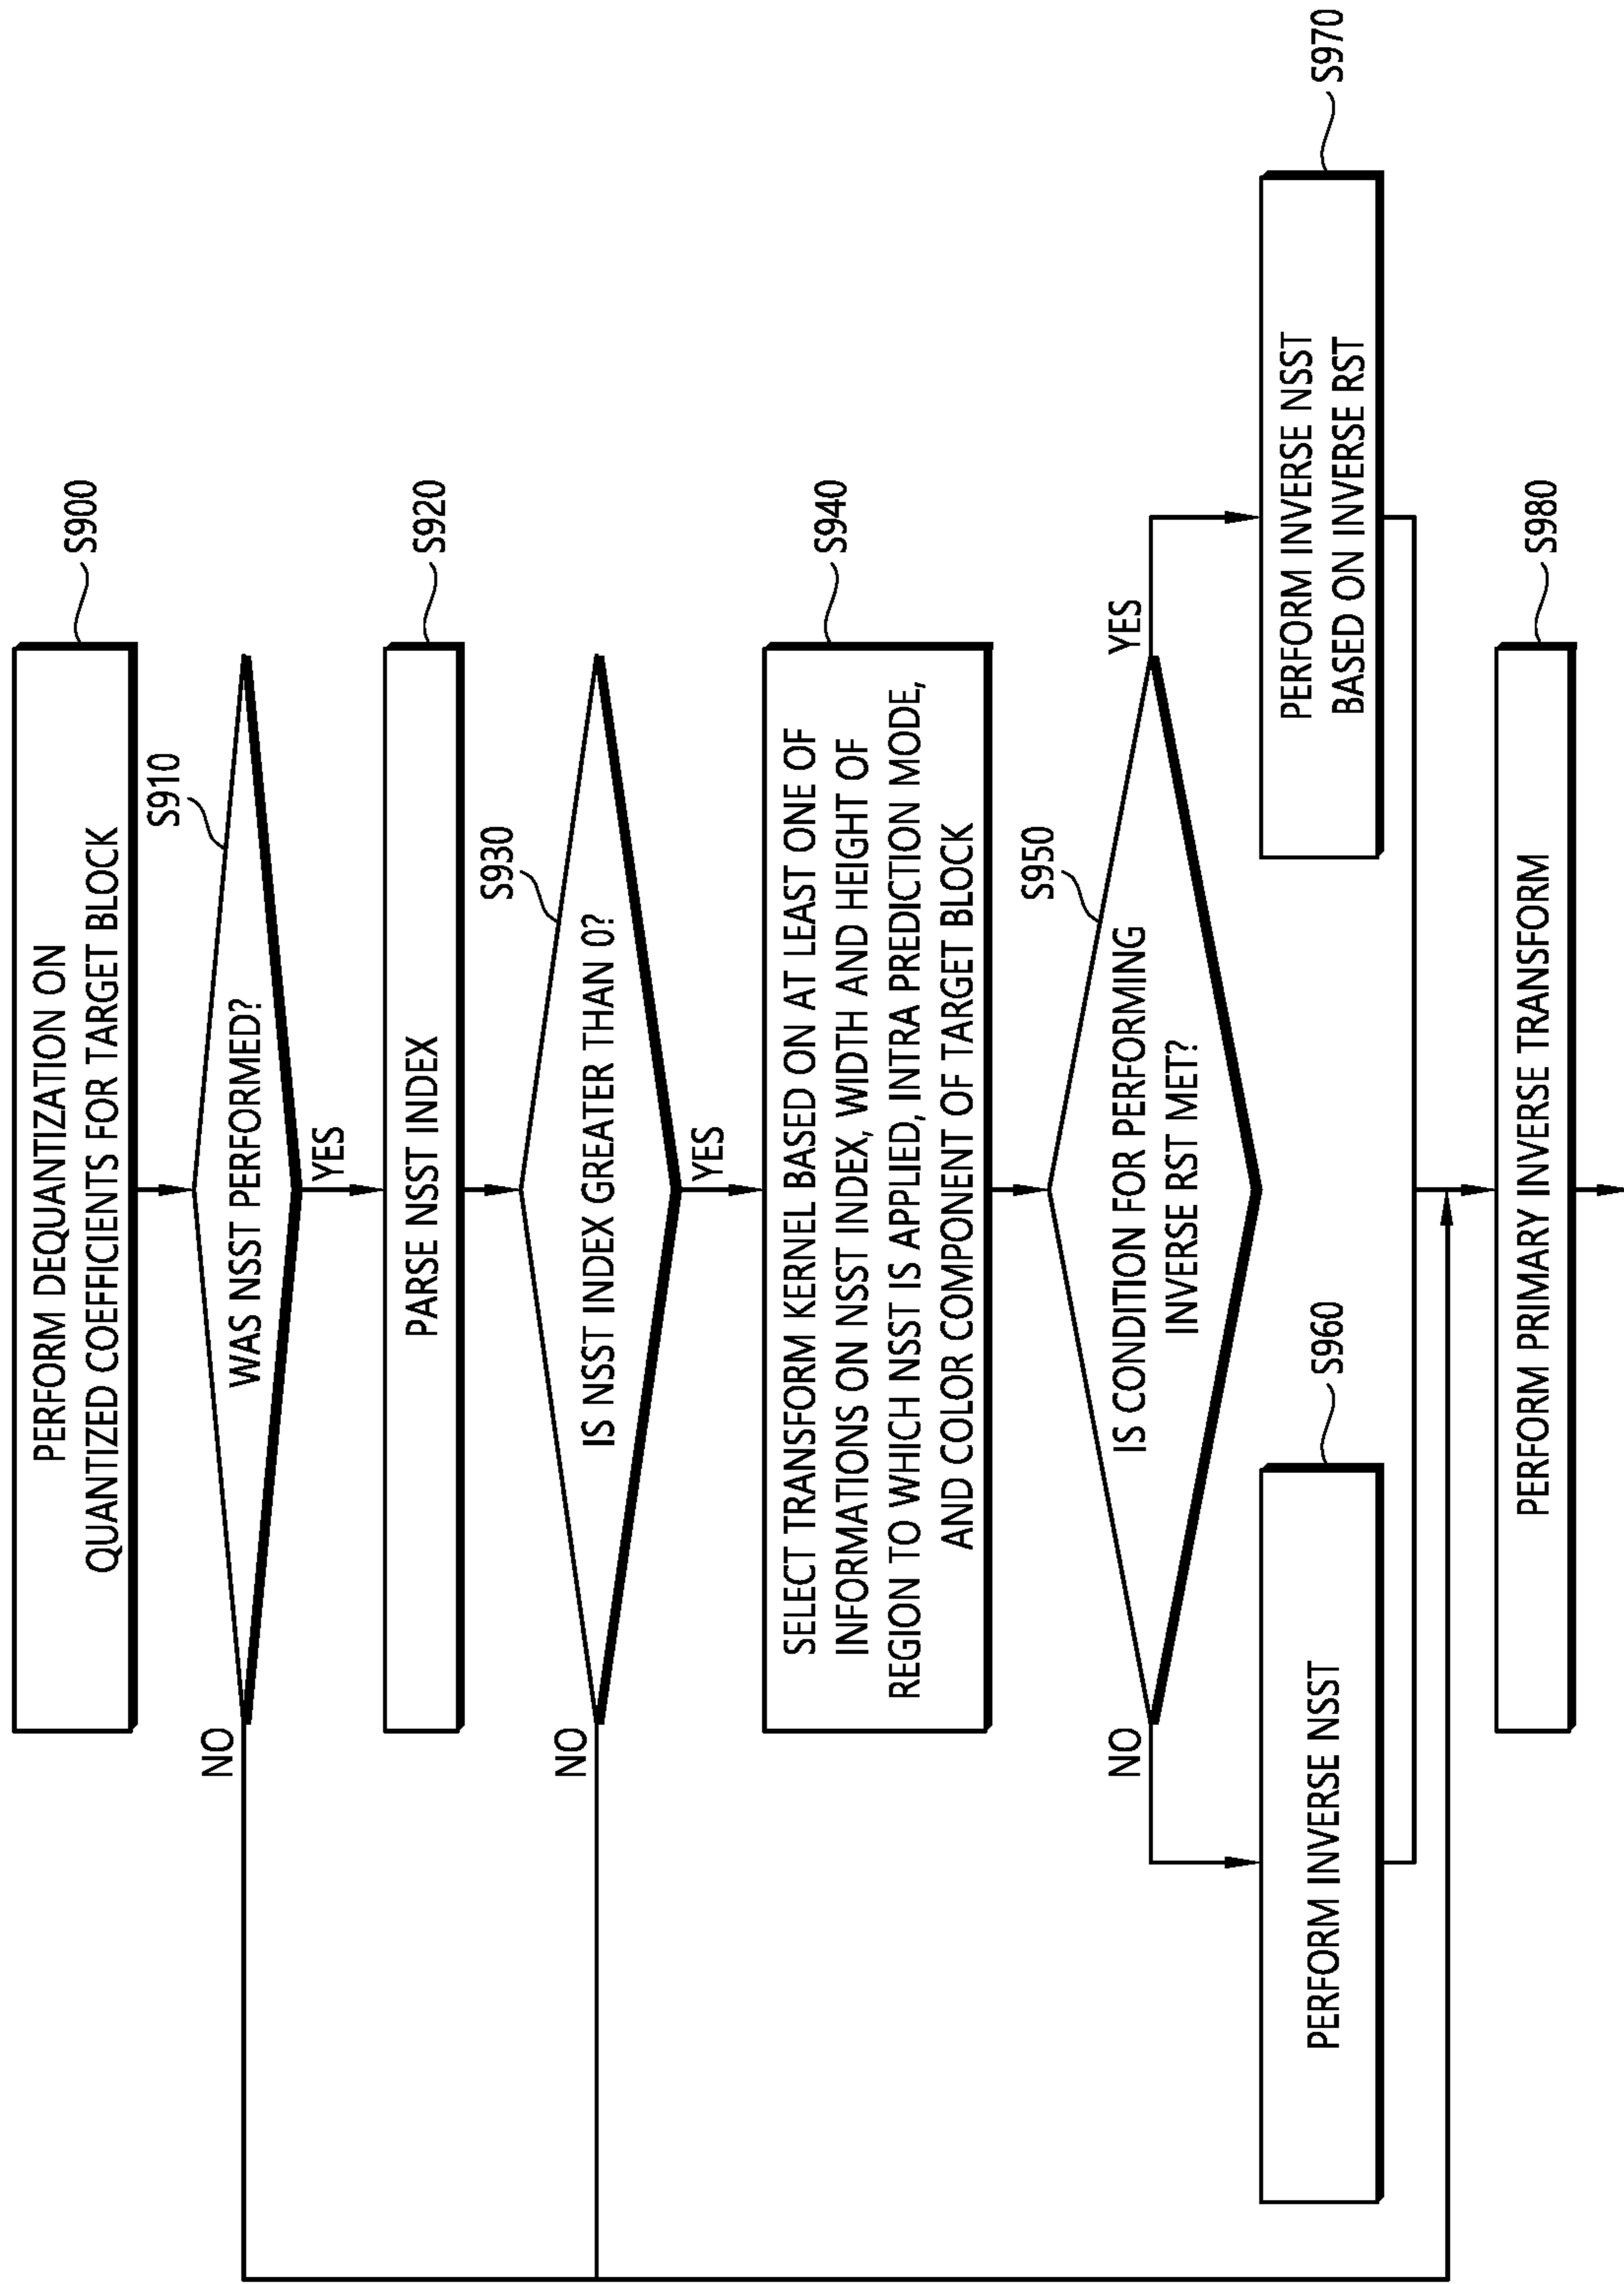 PERFORM DEQUANTIZATION ON
QUANTIZED COEFFICIENTS FOR TARGET BLOCK
S900
WAS NSST PERFORMED?
S910
NO
YES
PARSE NSST INDEX
S920
IS NSST INDEX GREATER THAN 0?
S930
NO
YES
SELECT TRANSFORM KERNEL BASED ON AT LEAST ONE OF
INFORMATIONS ON NSST INDEX, WIDTH AND HEIGHT OF
REGION TO WHICH NSST IS APPLIED, INTRA PREDICTION MODE,
AND COLOR COMPONENT OF TARGET BLOCK
S940
IS CONDITION FOR PERFORMING
INVERSE RST MET?
S950
NO
YES
PERFORM INVERSE NSST
S960
PERFORM INVERSE NSST
BASED ON INVERSE RST
S970
PERFORM PRIMARY INVERSE TRANSFORM
S980